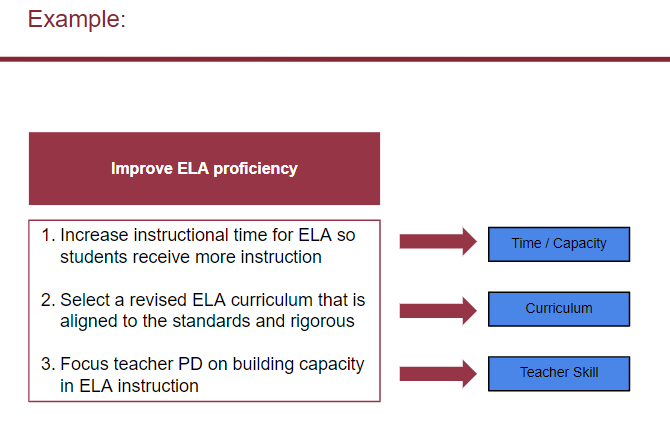 Example:
Improve ELA proficiency
1. Increase instructional time for ELA so
students receive more instruction
2. Select a revised ELA curriculum that is
aligned to the standards and rigorous
3. Focus teacher PD on building capacity
in ELA instruction
Time / Capacity
Curriculum
Teacher Skill